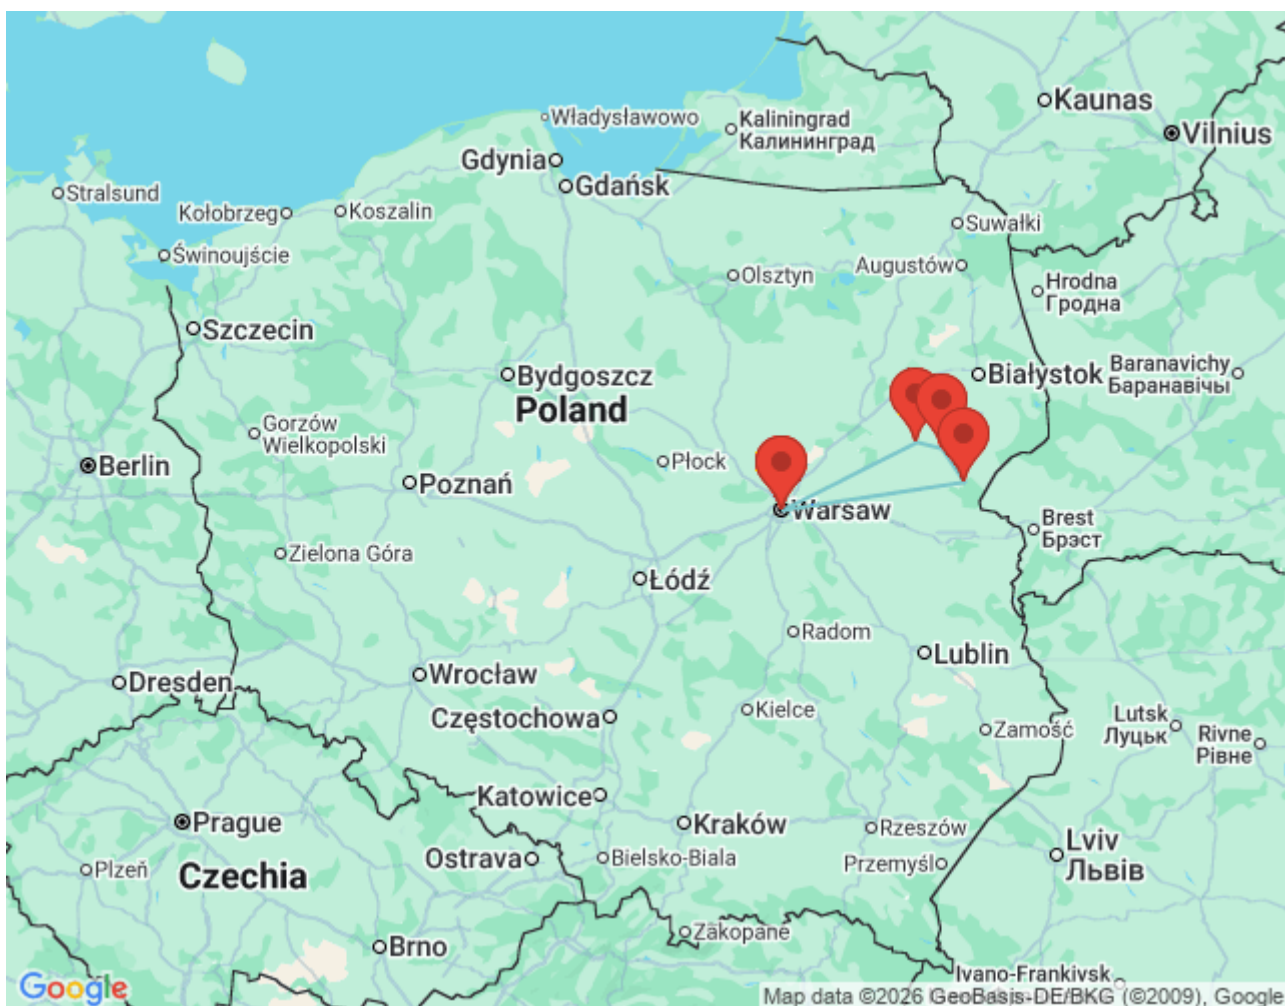 Kaunas
Władysławowo
Kaliningrad
Калининград
Vilnius
Gdynia
Gdańsk
Stralsund
Kołobrzeg
Koszalin
Suwałki
Świnoujście
Olsztyn
Augustów
Hrodna
Гродна
Szczecin
Bydgoszcz
Białystok
Baranavichy
Баранавічы
Poland
Gorzów
Wielkopolski
Berlin
Płock
Poznań
Warsaw
Brest
Брэст
Zielona Góra
Łódź
Radom
Lublin
Wrocław
Dresden
Częstochowa
Kielce
Zamość
Lutsk
Луцьк
Rivne
Рівне
Katowice
Prague
Kraków
Rzeszów
Lviv
Львів
Plzeň
Czechia
Ostrava
Bielsko-Biala
Przemyśl
Zakopane
Brno
Ivano-Frankivsk
Google
Map data ©2026 GeoBasis-DE/BKG (©2009), Google